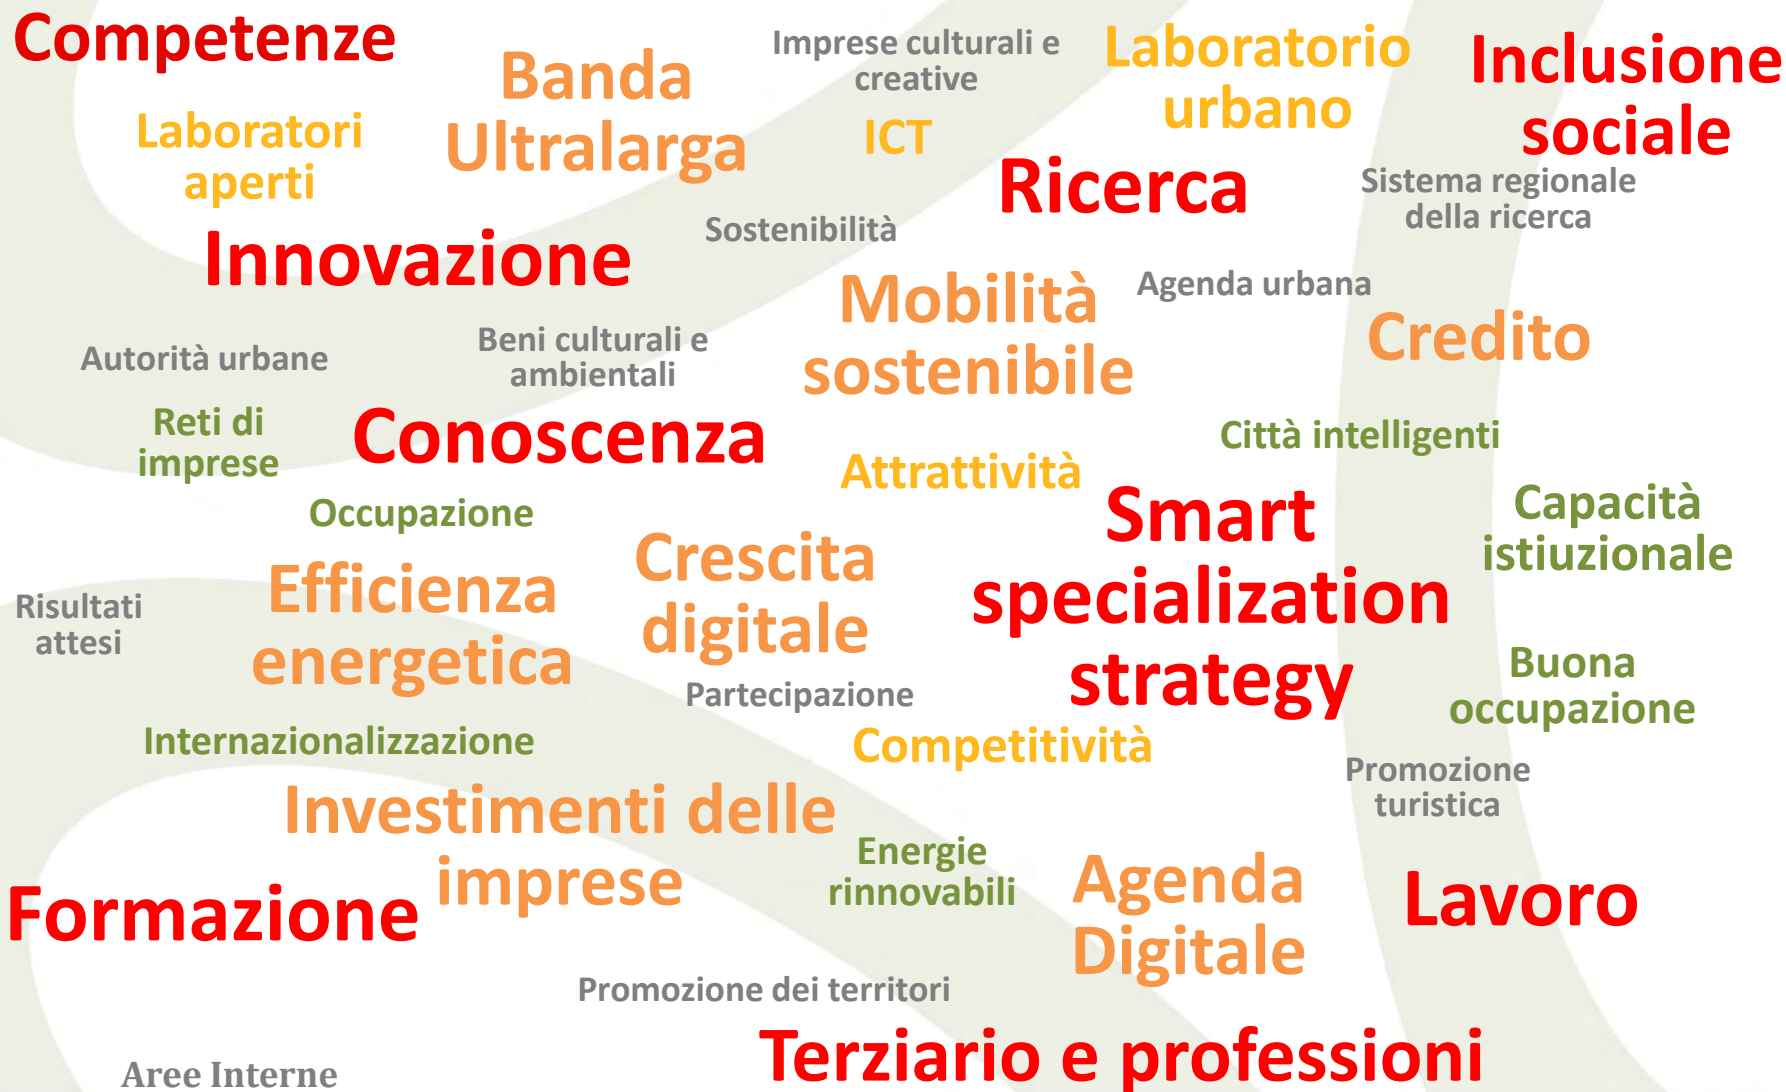 Competenze
Banda
Ultralarga
Imprese culturali e
creative
Laboratorio
urbano
Inclusione
sociale
Laboratori
aperti
ICT
Ricerca
Sistema regionale
della ricerca
Innovazione
Sostenibilità
Mobilità
sostenibile
Agenda urbana
Credito
Autorità urbane
Beni culturali e
ambientali
Reti di
imprese
Conoscenza
Attrattività
Città intelligenti
Occupazione
Smart
specialization
strategy
Capacità
istiuzionale
Efficienza
energetica
Crescita
digitale
Risultati
attesi
Partecipazione
Buona
occupazione
Internazionalizzazione
Competitività
Promozione
turistica
Investimenti delle
imprese
Energie
rinnovabili
Agenda
Digitale
Lavoro
Formazione
Promozione dei territori
Terziario e professioni
Aree Interne